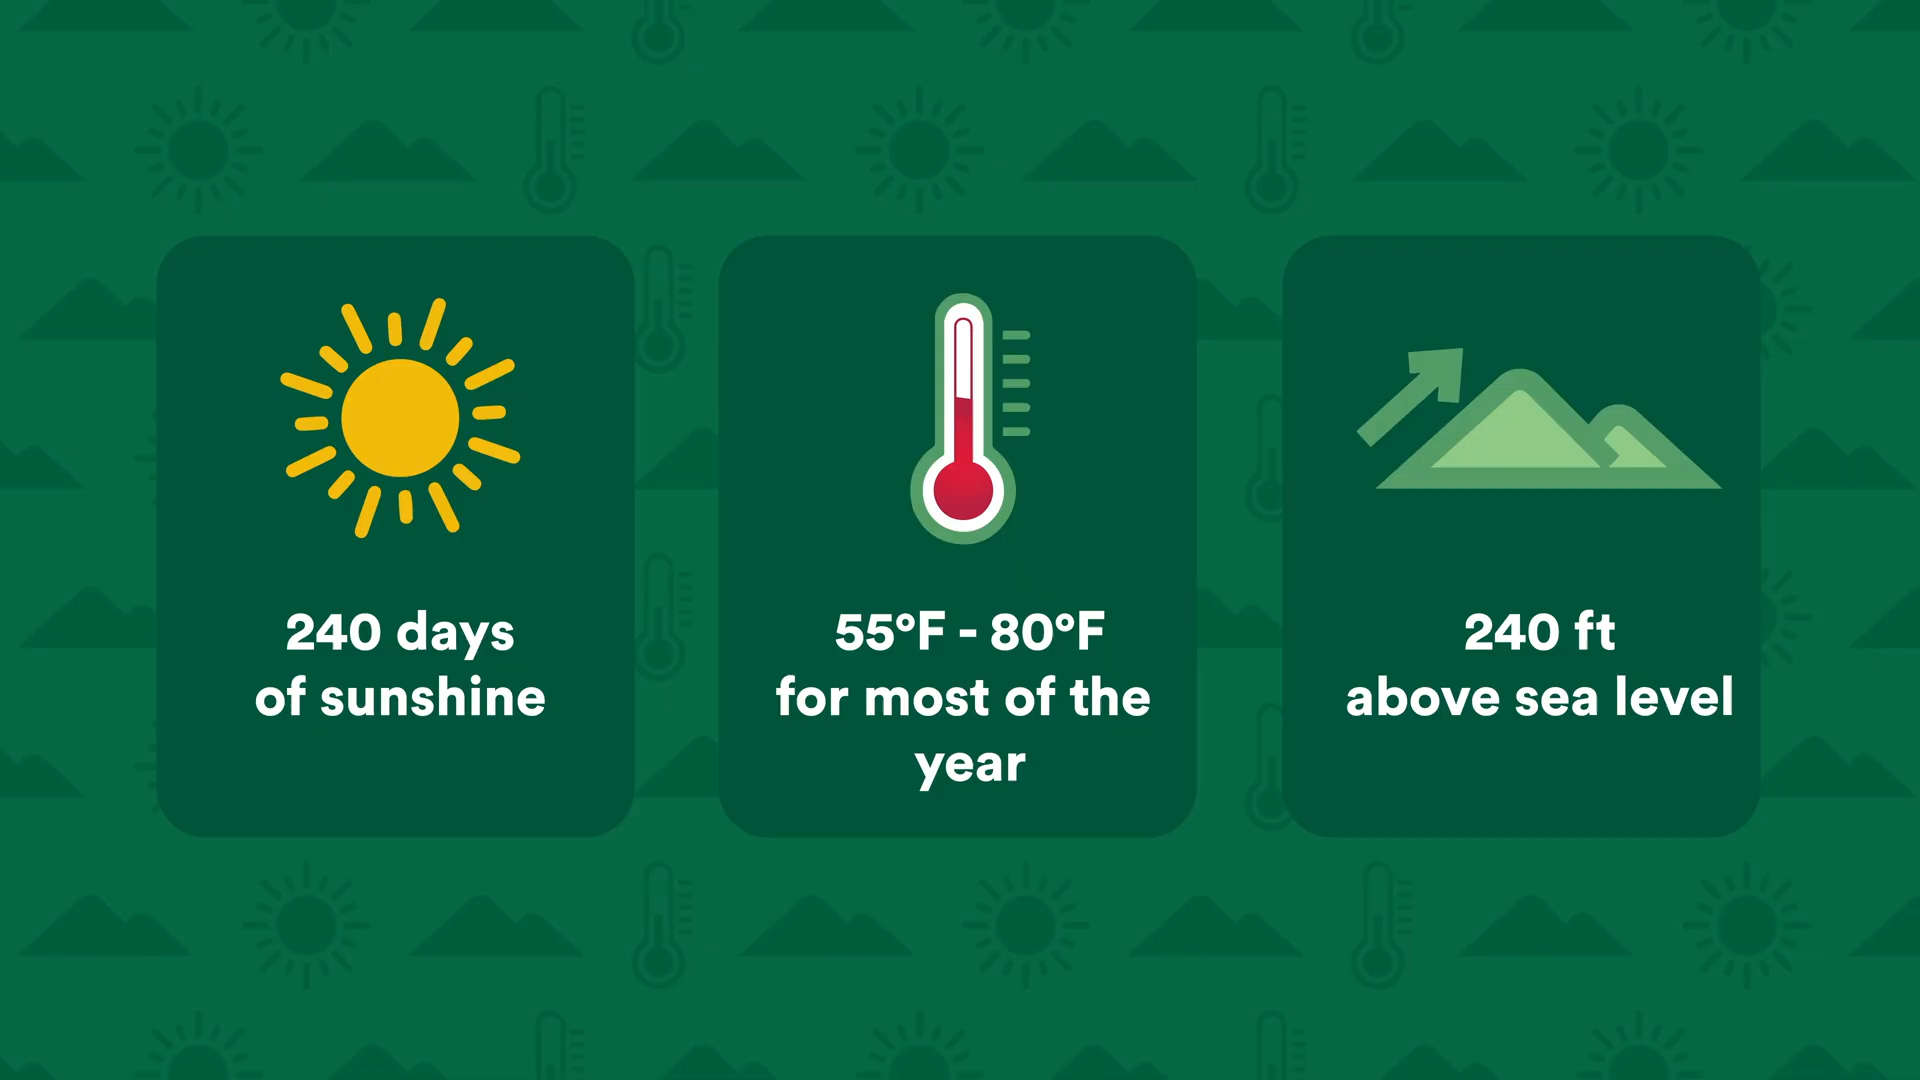 240 days
of sunshine
55°F - 80°F
for most of the
year
240 ft
above sea level